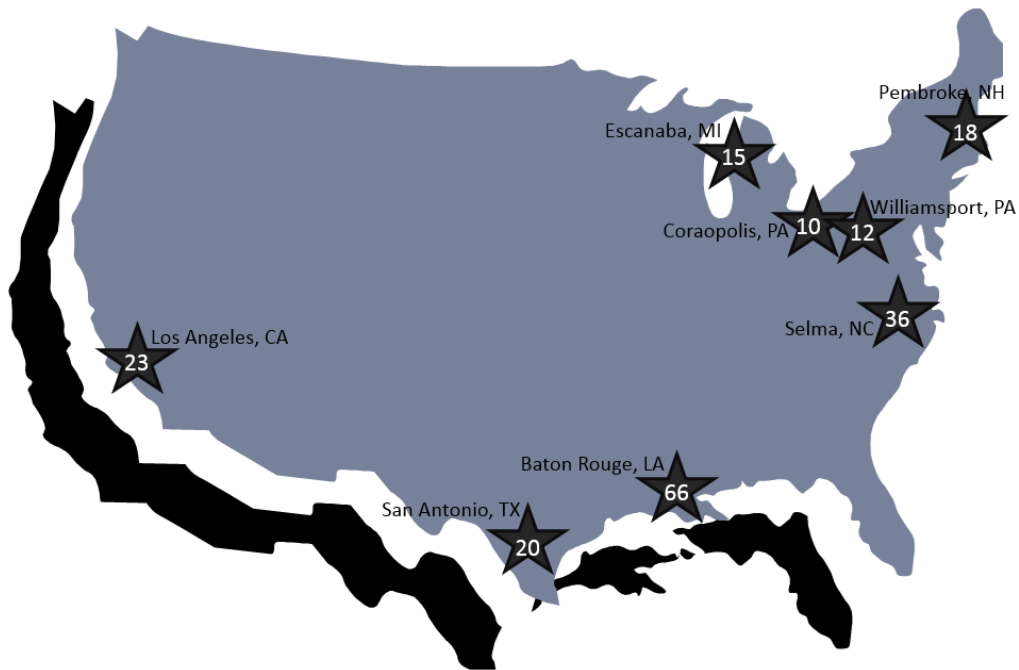 Pembroke, NH
18
Escanaba, MI
15
Williamsport, PA
Coraopolis, PA
10
12
Selma, NC
36
Los Angeles, CA
23
Baton Rouge, LA
66
San Antonio, TX
20